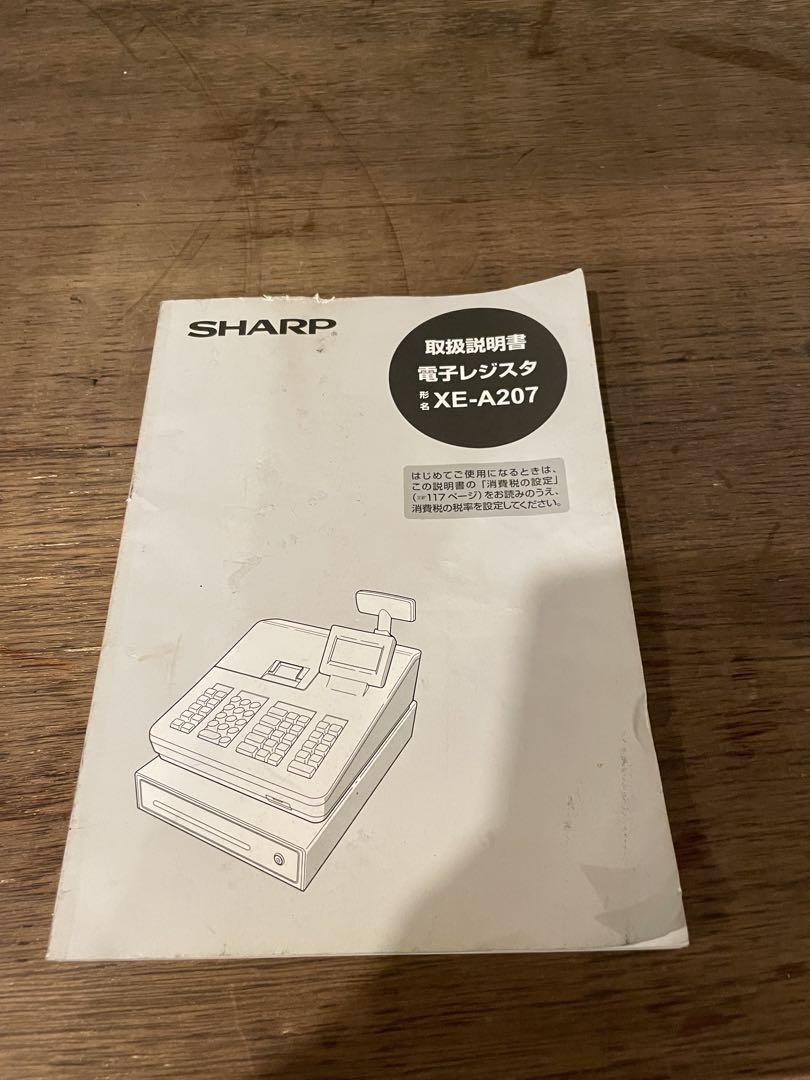 SHARP®
取扱説明書
電子レジスタ
形名 XE-A207
はじめてご使用になるときは、
この説明書の「消費税の設定」
(☞117ページ)をお読みのうえ、
消費税の税率を設定してください。